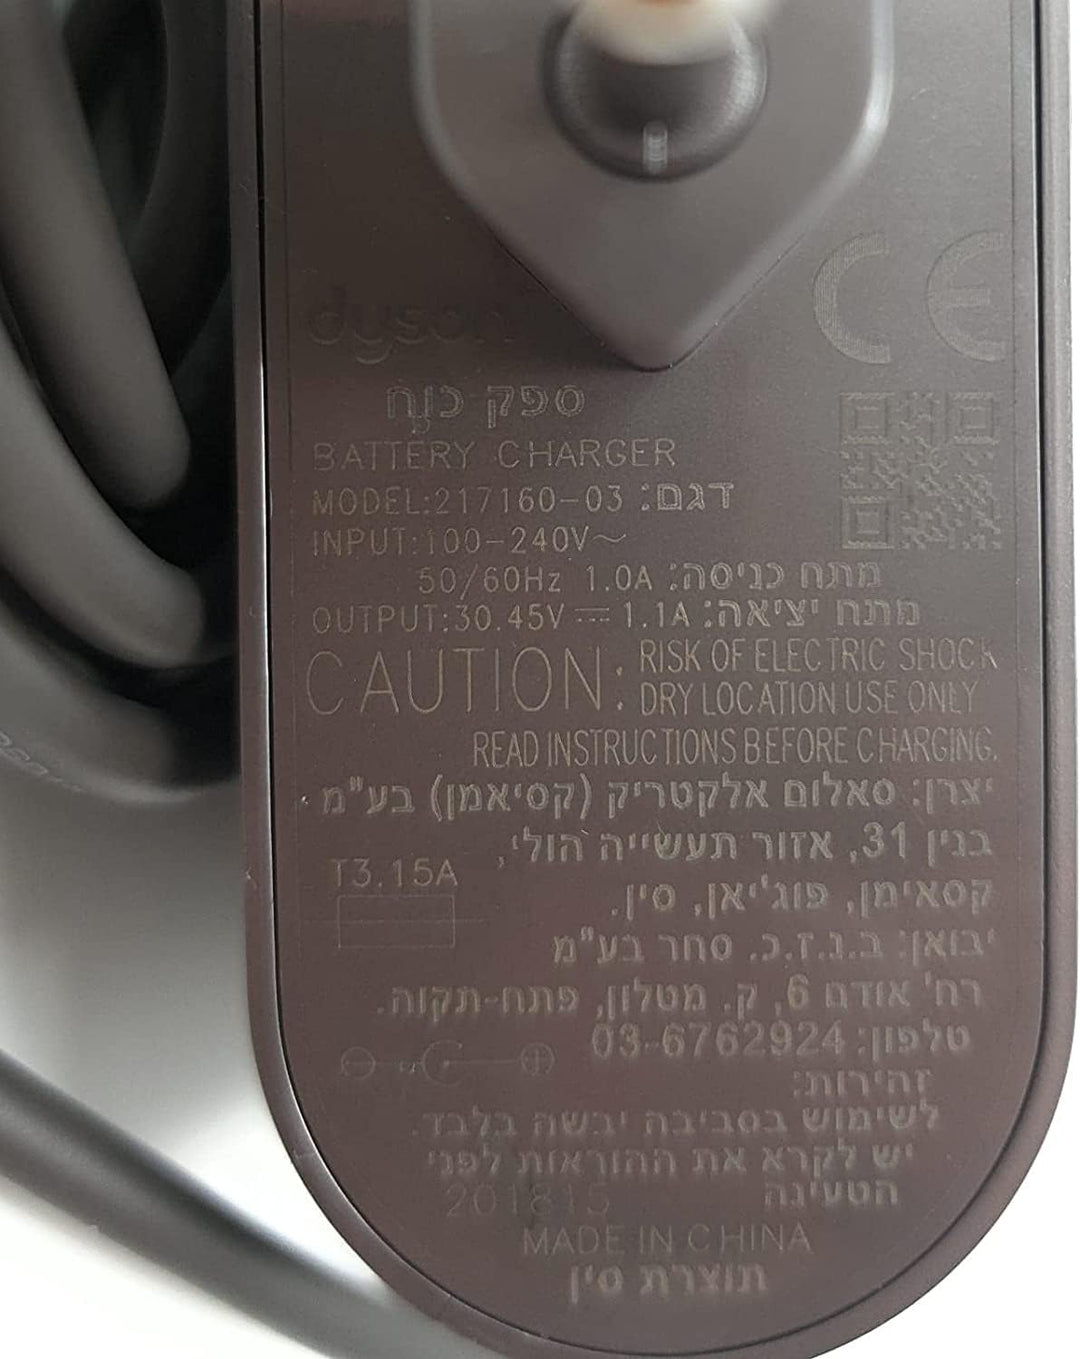 dyson
CE
ספק כח
BATTERY CHARGER
MODEL:217160-03 דגם:
INPUT:100-240V~
50/60Hz 1.0A מתח כניסה:
OUTPUT:30.45V ⎓ 1.1A מתח יציאה:
CAUTION: RISK OF ELECTRIC SHOCK
DRY LOCATION USE ONLY
READ INSTRUCTIONS BEFORE CHARGING.
יצרן: סאלום אלקטריק (קסיאמן) בע"מ
בנין 31, אזור תעשייה הולי,
T3.15A
קסאימן, פוג'יאן, סין.
יבואן: ב.נ.ז.כ. סחר בע"מ
רח' אודם 6, ק. מטלון, פתח-תקוה.
טלפון: 03-6762924
זהירות:
לשימוש בסביבה יבשה בלבד.
יש לקרא את ההוראות לפני
הטעינה
201815
MADE IN CHINA
תוצרת סין